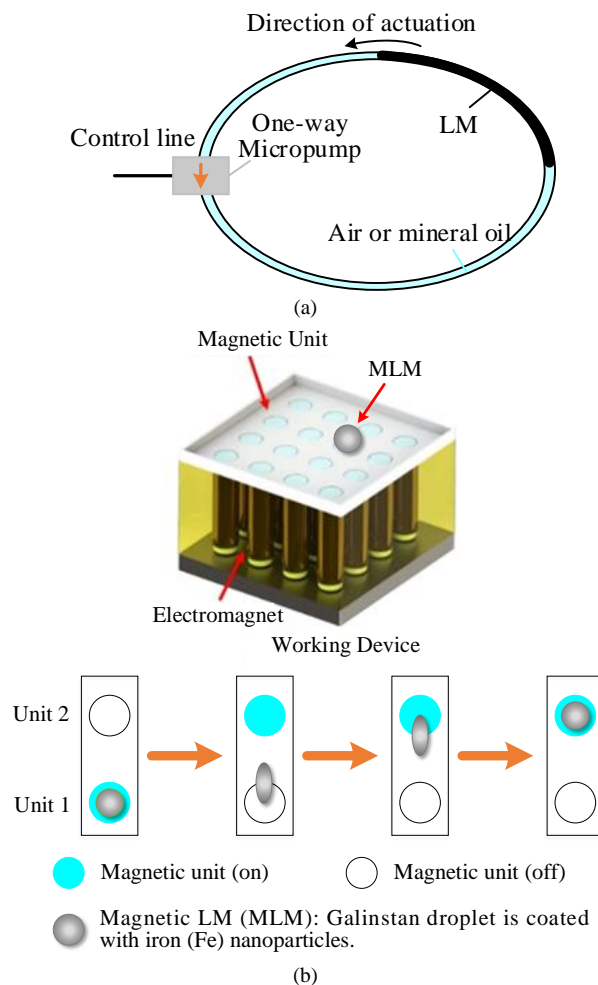 Direction of actuation
LM
Control line
One-way
Micropump
Air or mineral oil
(a)
Magnetic Unit
MLM
Electromagnet
Working Device
Unit 2
Unit 1
Magnetic unit (on)
Magnetic unit (off)
Magnetic LM (MLM): Galinstan droplet is coated
with iron (Fe) nanoparticles.
(b)